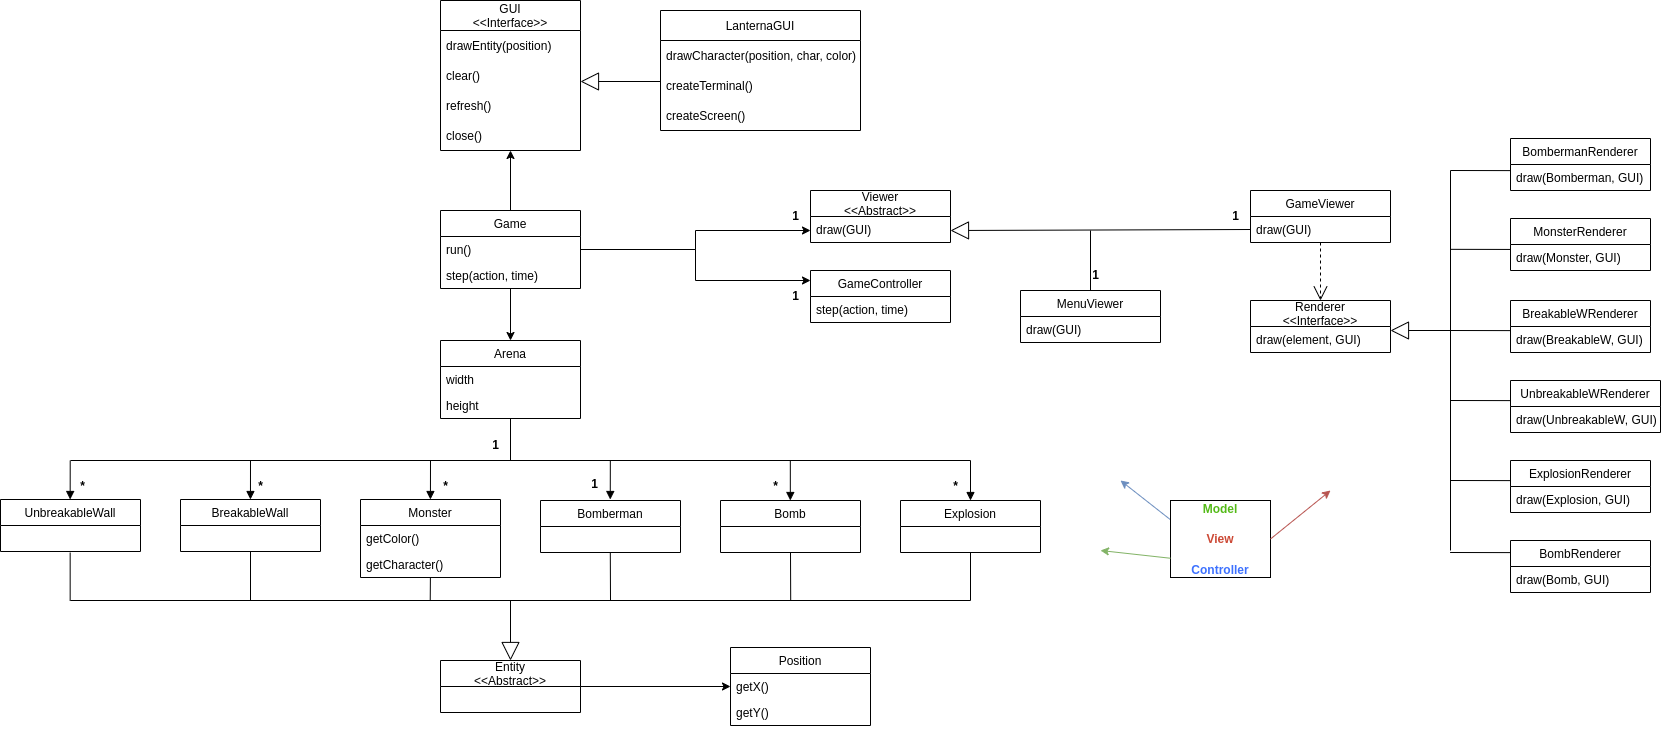 GUI
<<Interface>>
drawEntity(position)
clear()
refresh()
close()
LanternaGUI
drawCharacter(position, char, color)
createTerminal()
createScreen()
Game
run()
step(action, time)
1
Viewer
<<Abstract>>
draw(GUI)
1
GameController
step(action, time)
1
MenuViewer
draw(GUI)
1
GameViewer
draw(GUI)
Renderer
<<Interface>>
draw(element, GUI)
BombermanRenderer
draw(Bomberman, GUI)
MonsterRenderer
draw(Monster, GUI)
BreakableWRenderer
draw(BreakableW, GUI)
UnbreakableWRenderer
draw(UnbreakableW, GUI)
ExplosionRenderer
draw(Explosion, GUI)
BombRenderer
draw(Bomb, GUI)
Arena
width
height
1
*
UnbreakableWall
*
BreakableWall
*
Monster
getColor()
getCharacter()
1
Bomberman
*
Bomb
*
Explosion
Model
View
Controller
Entity
<<Abstract>>
Position
getX()
getY()